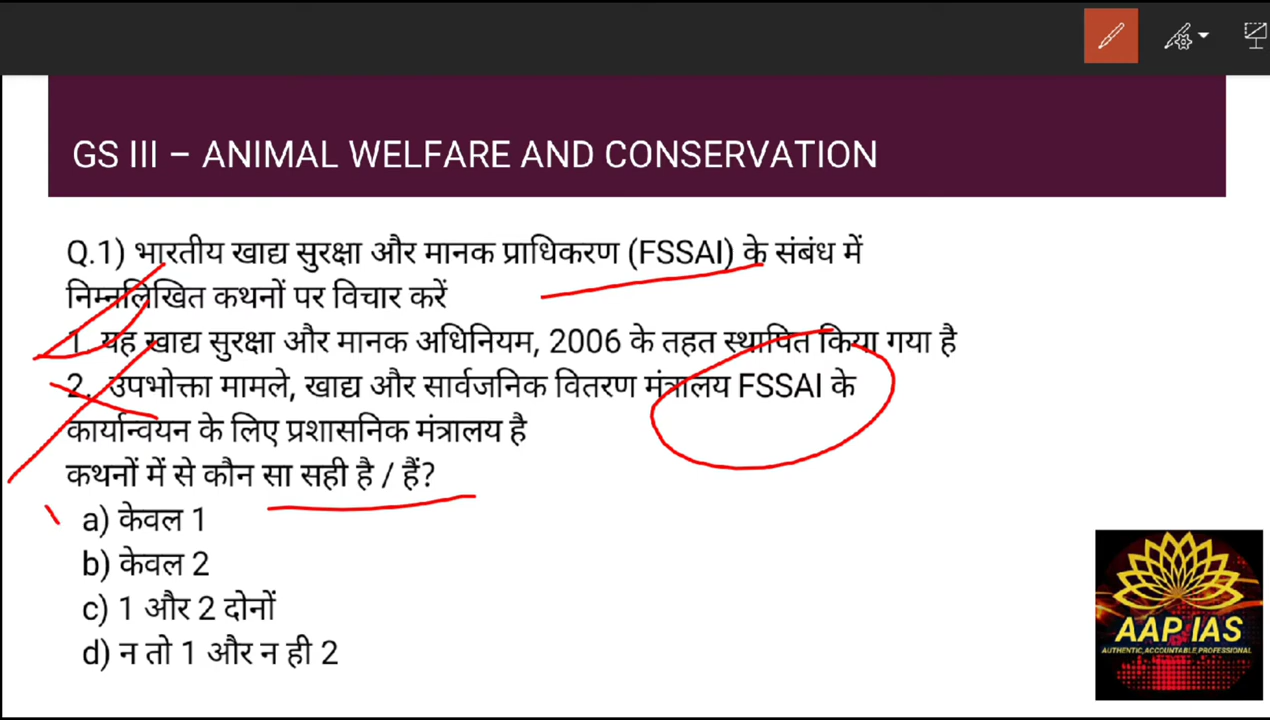 GS III – ANIMAL WELFARE AND CONSERVATION
Q.1) भारतीय खाद्य सुरक्षा और मानक प्राधिकरण (FSSAI) के संबंध में
निम्नलिखित कथनों पर विचार करें
1. यह खाद्य सुरक्षा और मानक अधिनियम, 2006 के तहत स्थापित किया गया है
2. उपभोक्ता मामले, खाद्य और सार्वजनिक वितरण मंत्रालय FSSAI के
कार्यान्वयन के लिए प्रशासनिक मंत्रालय है
कथनों में से कौन सा सही है / हैं?
a) केवल 1
b) केवल 2
c) 1 और 2 दोनों
d) न तो 1 और न ही 2
AAP IAS
AUTHENTIC,ACCOUNTABLE,PROFESSIONAL